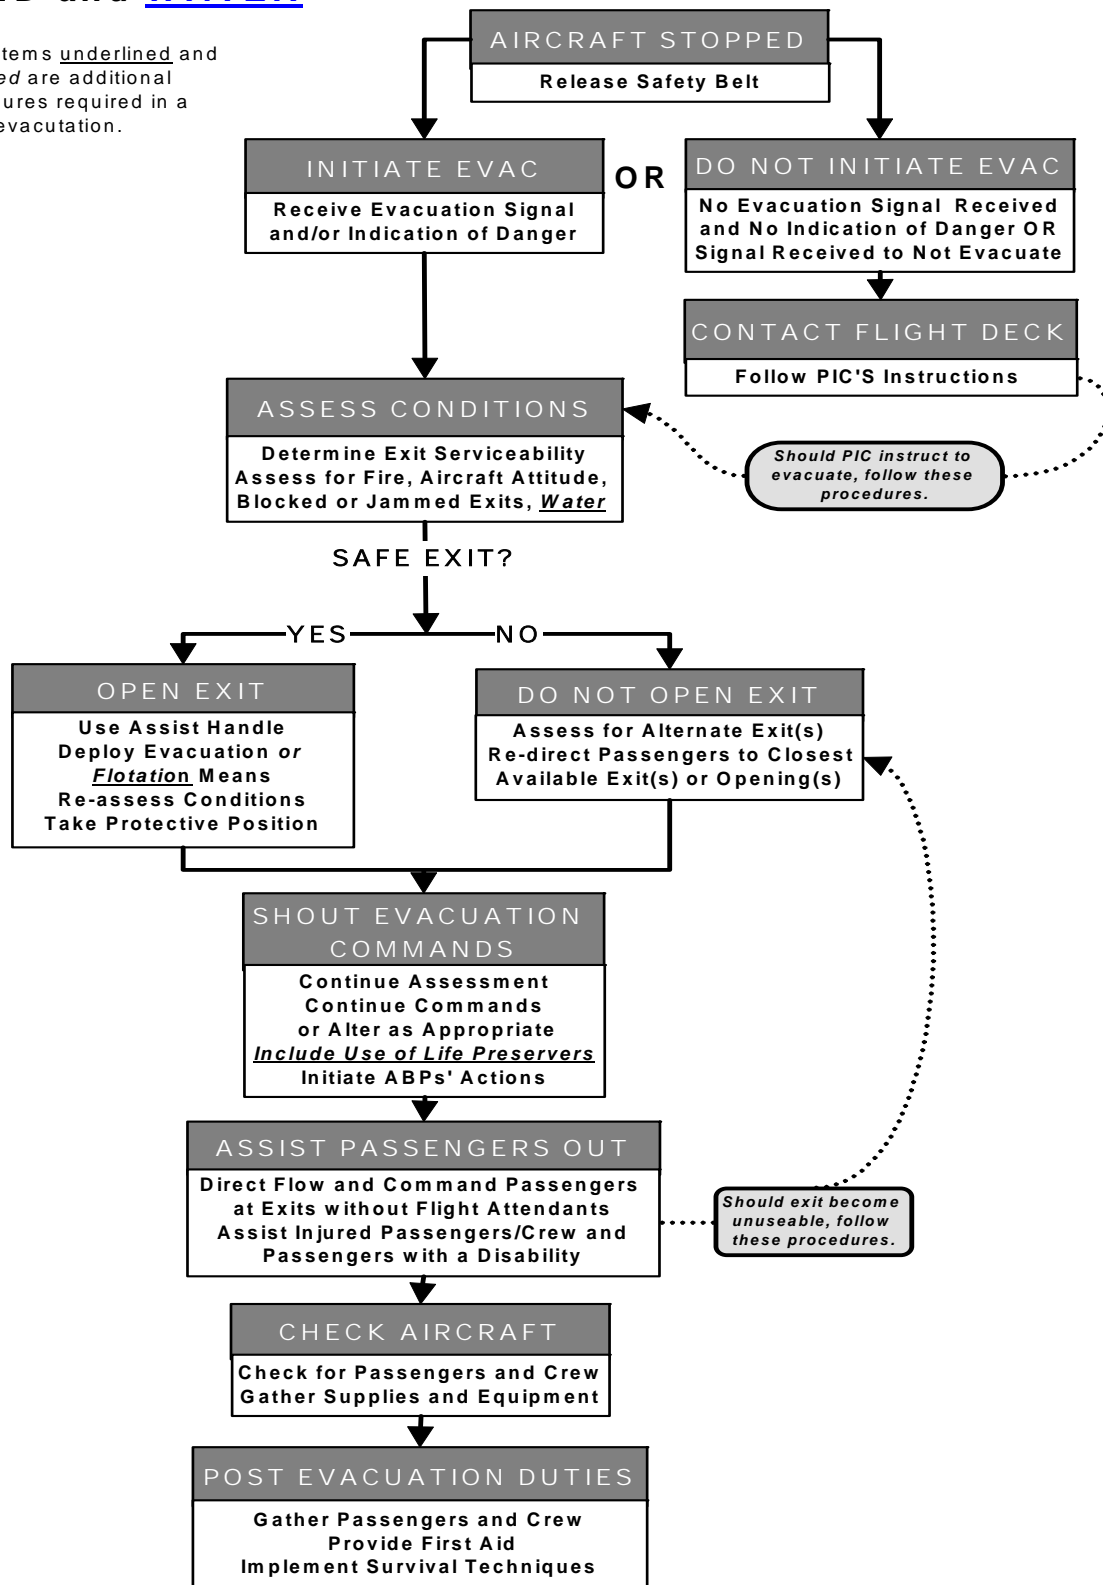 and WATER
tems underlined and
ed are additional
ures required in a
evacutation.
AIRCRAFT STOPPED
Release Safety Belt
INITIATE EVAC
Receive Evacuation Signal
and/or Indication of Danger
OR
DO NOT INITIATE EVAC
No Evacuation Signal Received
and No Indication of Danger OR
Signal Received to Not Evacuate
CONTACT FLIGHT DECK
Follow PIC'S Instructions
ASSESS CONDITIONS
Determine Exit Serviceability
Assess for Fire, Aircraft Attitude,
Blocked or Jammed Exits, Water
Should PIC instruct to
evacuate, follow these
procedures.
SAFE EXIT?
YES
NO
OPEN EXIT
Use Assist Handle
Deploy Evacuation or
Flotation Means
Re-assess Conditions
Take Protective Position
DO NOT OPEN EXIT
Assess for Alternate Exit(s)
Re-direct Passengers to Closest
Available Exit(s) or Opening(s)
SHOUT EVACUATION
COMMANDS
Continue Assessment
Continue Commands
or Alter as Appropriate
Include Use of Life Preservers
Initiate ABPs' Actions
ASSIST PASSENGERS OUT
Direct Flow and Command Passengers
at Exits without Flight Attendants
Assist Injured Passengers/Crew and
Passengers with a Disability
Should exit become
unuseable, follow
these procedures.
CHECK AIRCRAFT
Check for Passengers and Crew
Gather Supplies and Equipment
POST EVACUATION DUTIES
Gather Passengers and Crew
Provide First Aid
Implement Survival Techniques